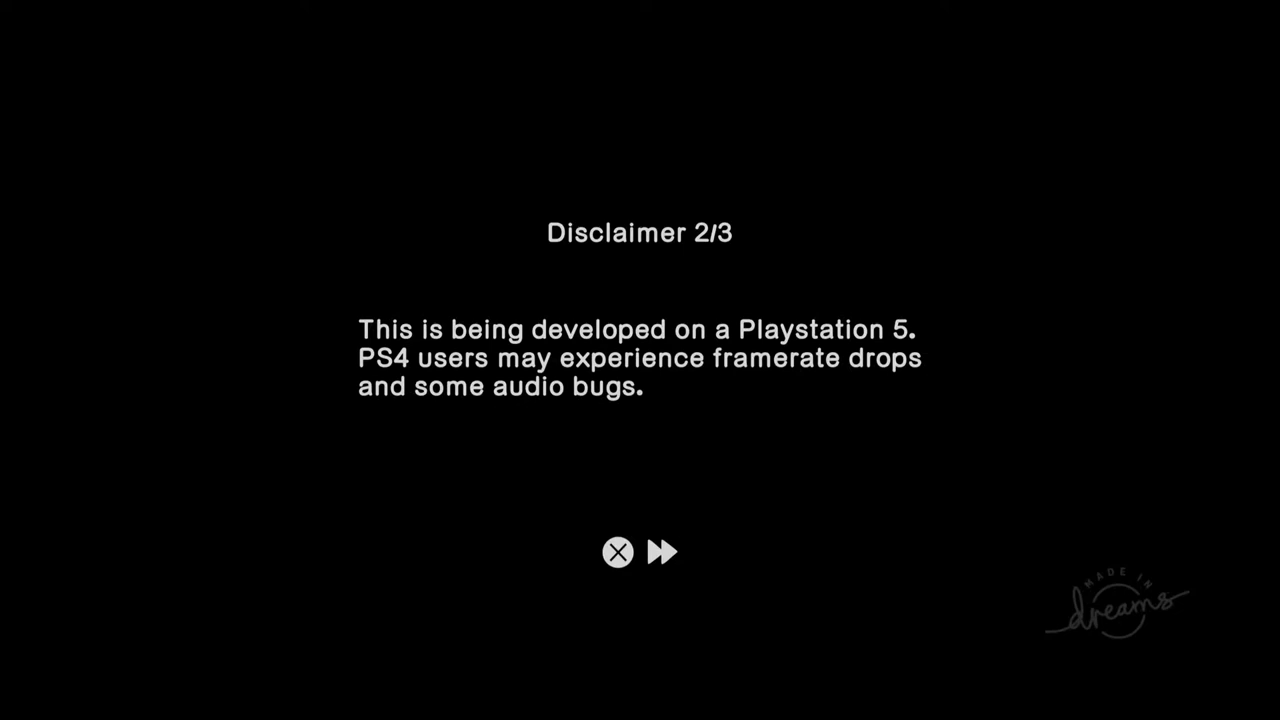 Disclaimer 2/3
This is being developed on a Playstation 5.
PS4 users may experience framerate drops
and some audio bugs.
MADE IN
dreams